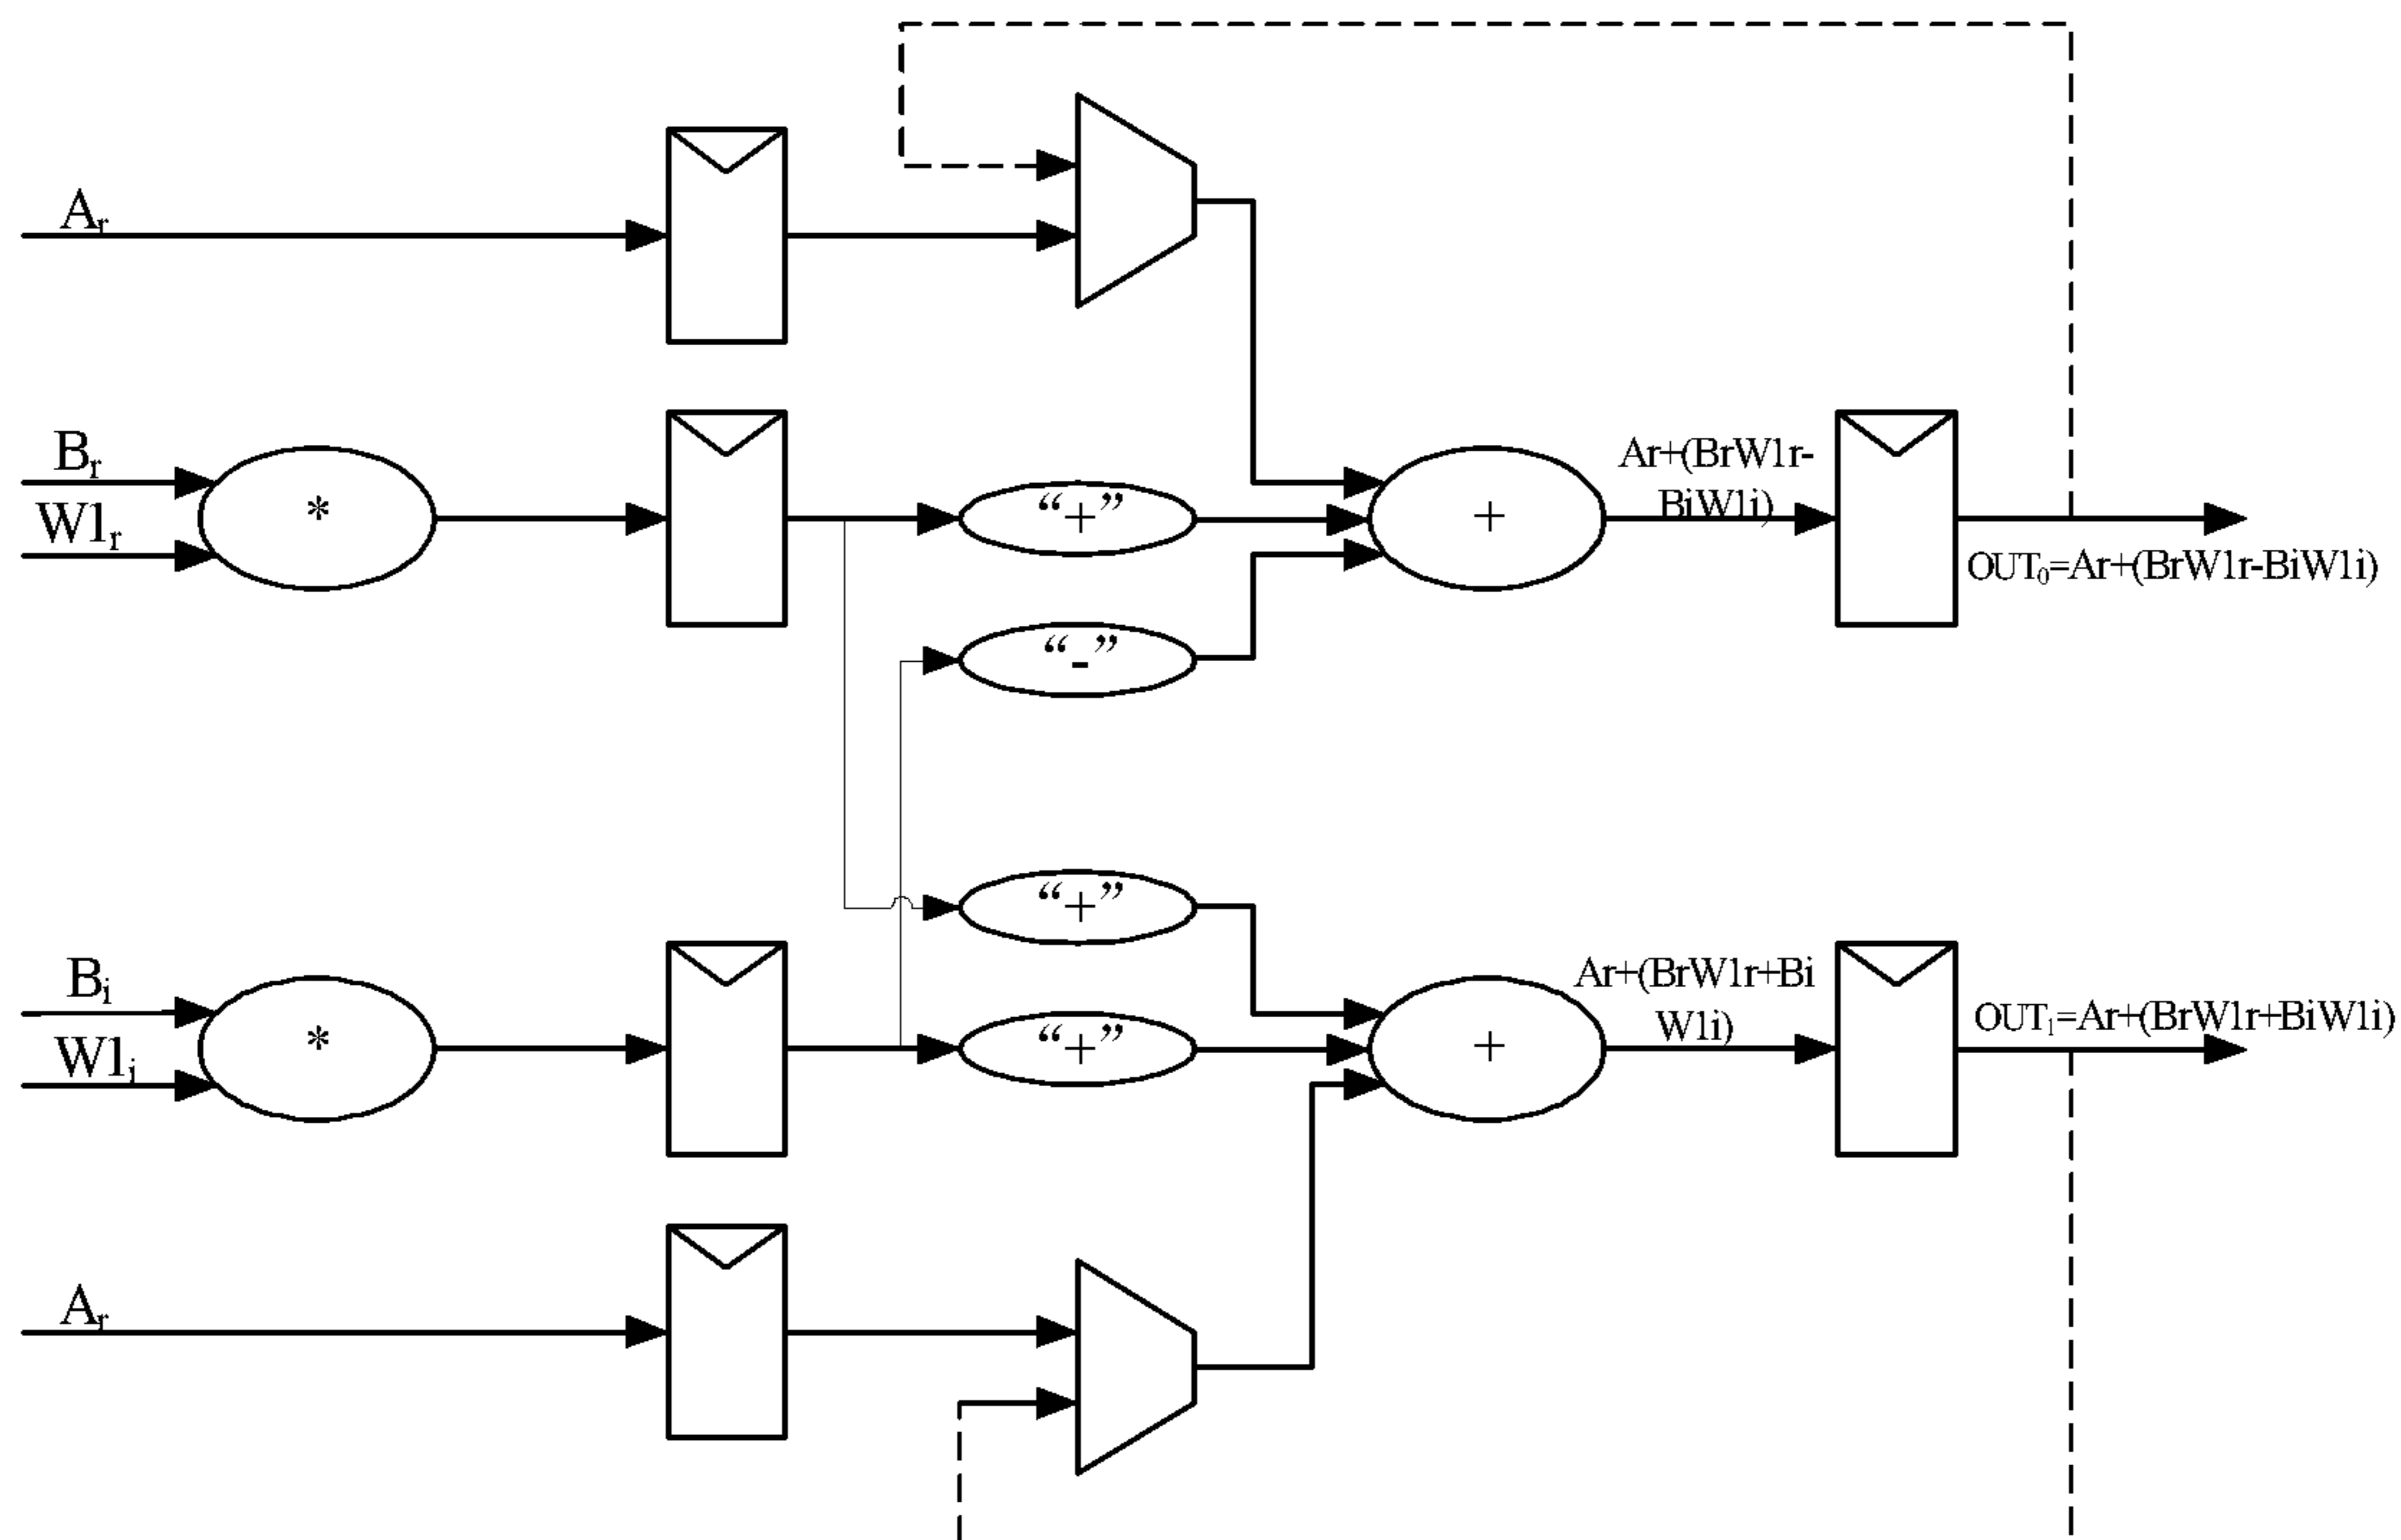 Ar
Br
W1r
*
“+”
+
Ar+(BrW1r-
BiW1i)
OUT0=Ar+(BrW1r-BiW1i)
“-”
“+”
Bi
W1i
*
“+”
+
Ar+(BrW1r+Bi
W1i)
OUT1=Ar+(BrW1r+BiW1i)
Ar